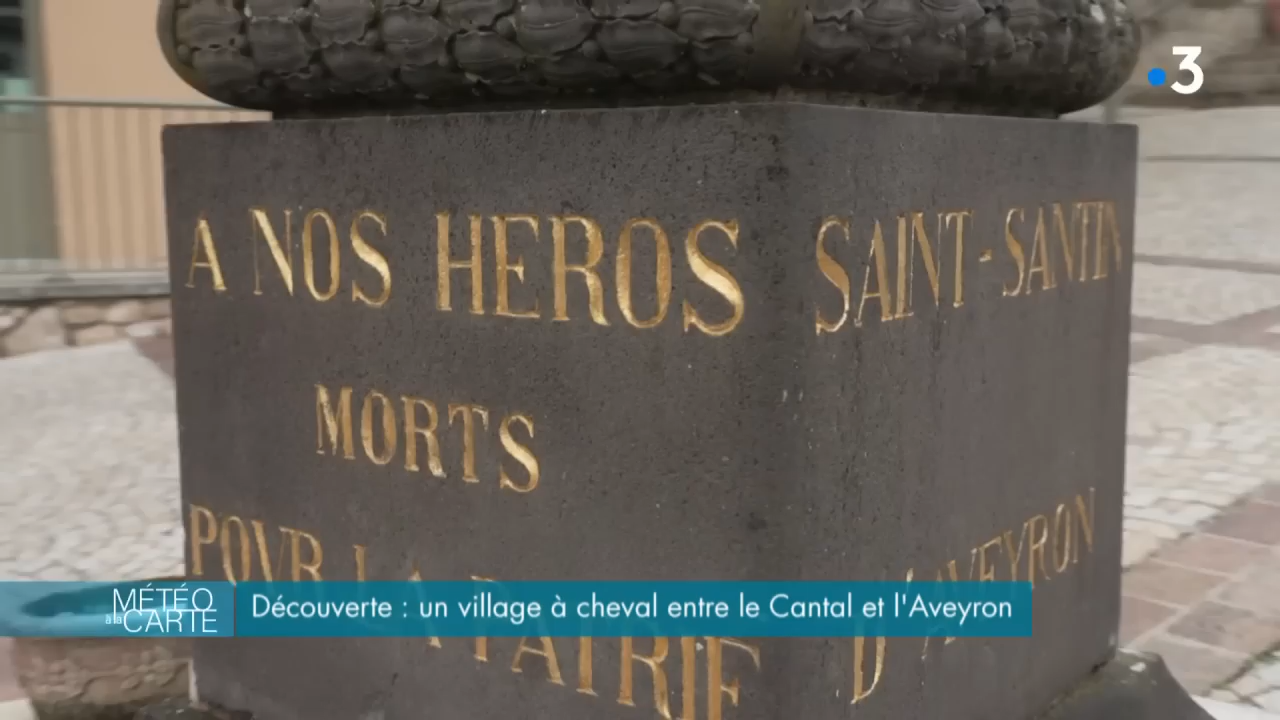 3
A NOS HEROS
MORTS
POVR LA PATRIE
SAINT-SANTIN
D'AVEYRON
MÉTÉO
à la CARTE
Découverte : un village à cheval entre le Cantal et l'Aveyron